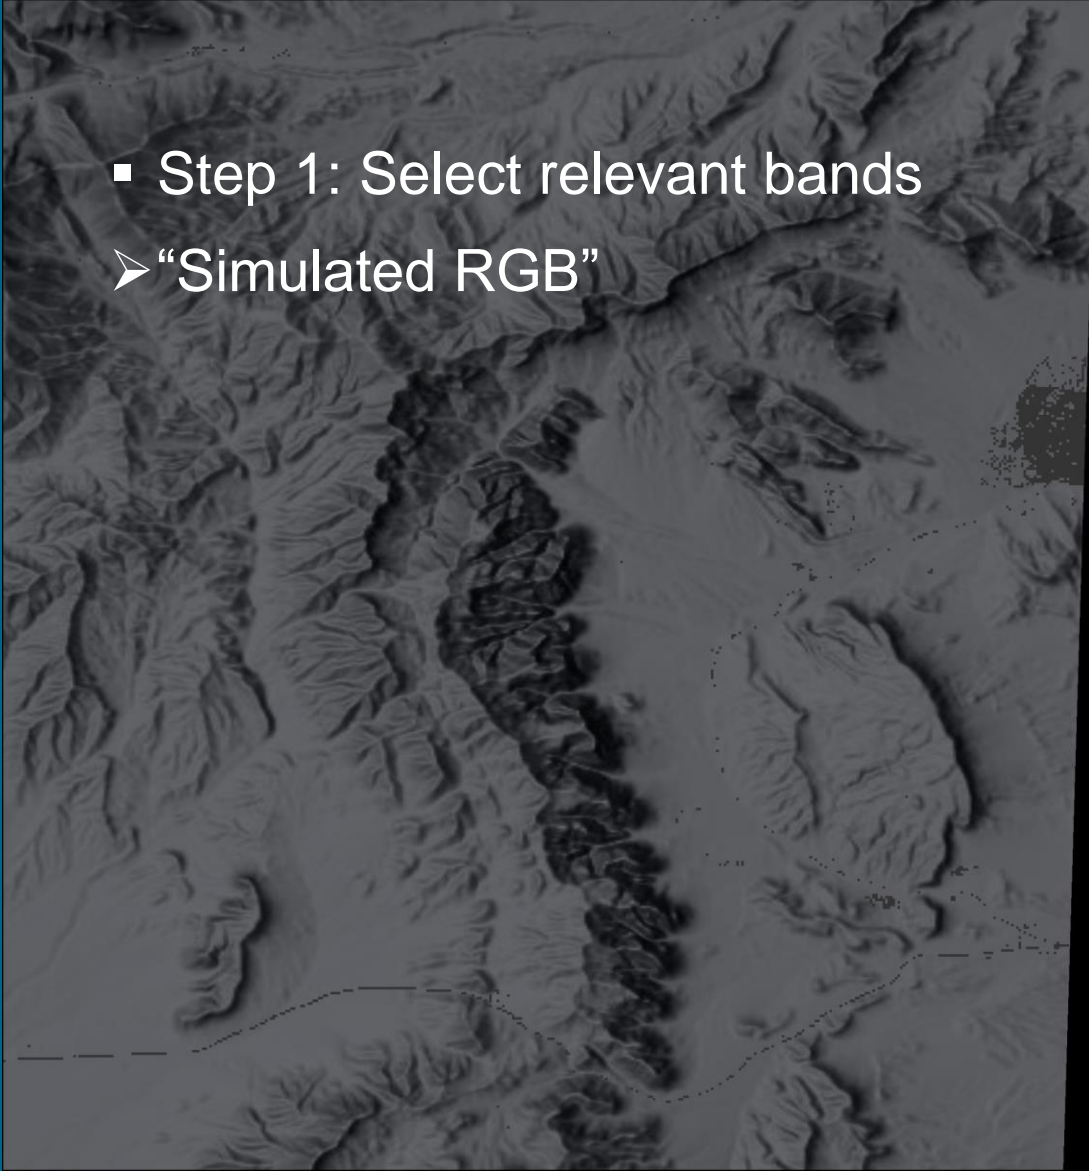 ▪ Step 1: Select relevant bands
➢“Simulated RGB”